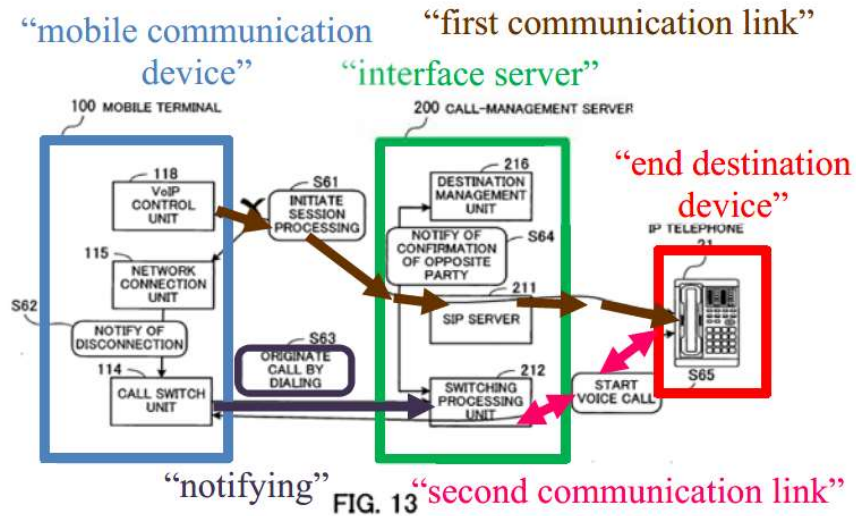 “mobile communication device”
“first communication link”
“interface server”
100 MOBILE TERMINAL
200 CALL-MANAGEMENT SERVER
“end destination device”
118
VoIP CONTROL UNIT
S61
INITIATE SESSION PROCESSING
216
DESTINATION MANAGEMENT UNIT
IP TELEPHONE
21
115
NETWORK CONNECTION UNIT
NOTIFY OF CONFIRMATION OF OPPOSITE PARTY
S64
211
SIP SERVER
S62
NOTIFY OF DISCONNECTION
S63
ORIGINATE CALL BY DIALING
114
CALL SWITCH UNIT
212
SWITCHING PROCESSING UNIT
START VOICE CALL
S65
“notifying”
FIG. 13
“second communication link”